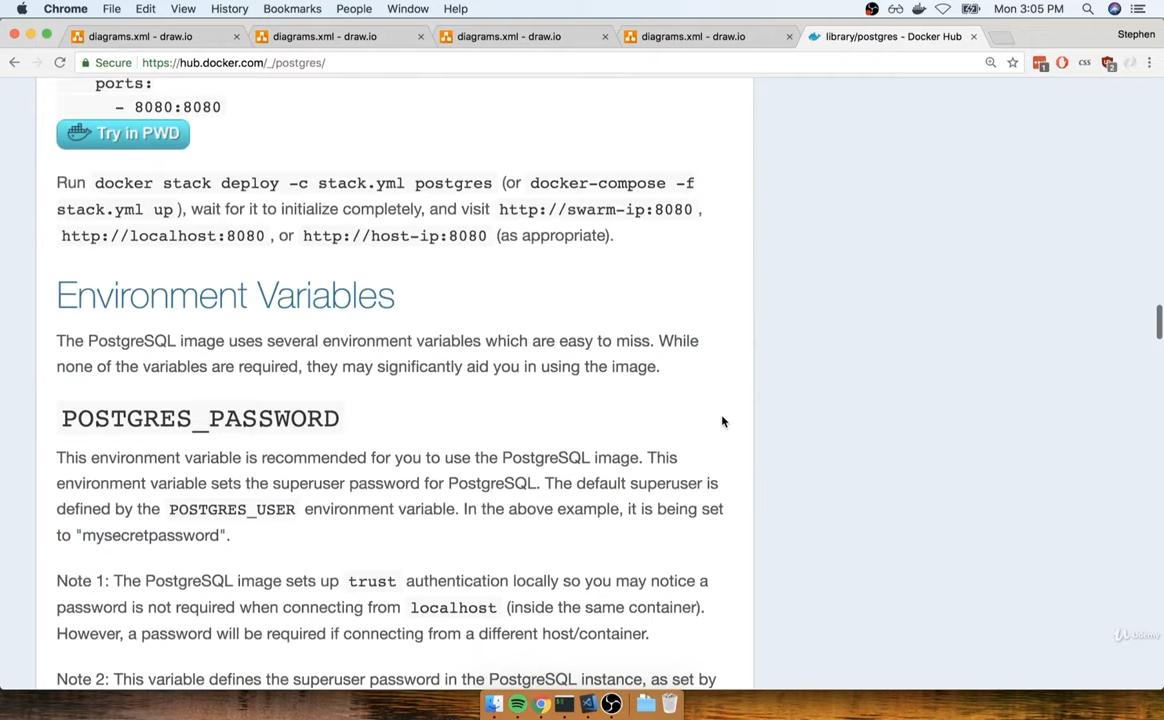 Chrome File Edit View History Bookmarks People Window Help Mon 3:05 PM
diagrams.xml - draw.io diagrams.xml - draw.io diagrams.xml - draw.io diagrams.xml - draw.io library/postgres - Docker Hub Stephen
Secure https://hub.docker.com/_/postgres/ 1 CSS 2
ports:
- 8080:8080
Try in PWD
Run docker stack deploy -c stack.yml postgres (or docker-compose -f
stack.yml up ), wait for it to initialize completely, and visit http://swarm-ip:8080 ,
http://localhost:8080 , or http://host-ip:8080 (as appropriate).
Environment Variables
The PostgreSQL image uses several environment variables which are easy to miss. While
none of the variables are required, they may significantly aid you in using the image.
POSTGRES_PASSWORD
This environment variable is recommended for you to use the PostgreSQL image. This
environment variable sets the superuser password for PostgreSQL. The default superuser is
defined by the POSTGRES_USER environment variable. In the above example, it is being set
to "mysecretpassword".
Note 1: The PostgreSQL image sets up trust authentication locally so you may notice a
password is not required when connecting from localhost (inside the same container).
However, a password will be required if connecting from a different host/container.
Note 2: This variable defines the superuser password in the PostgreSQL instance, as set by
Udemy